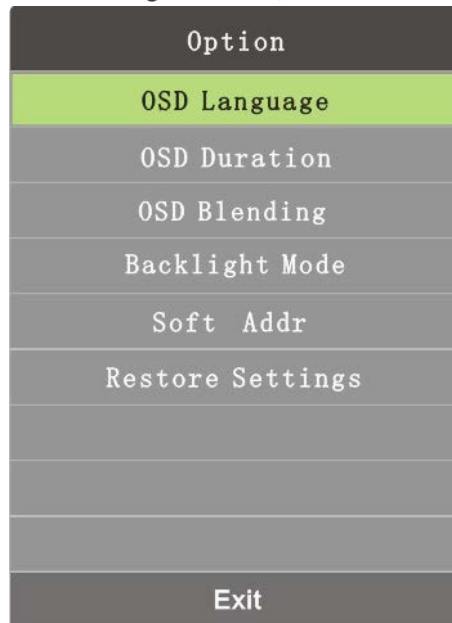 Option
OSD Language
OSD Duration
OSD Blending
Backlight Mode
Soft Addr
Restore Settings
Exit